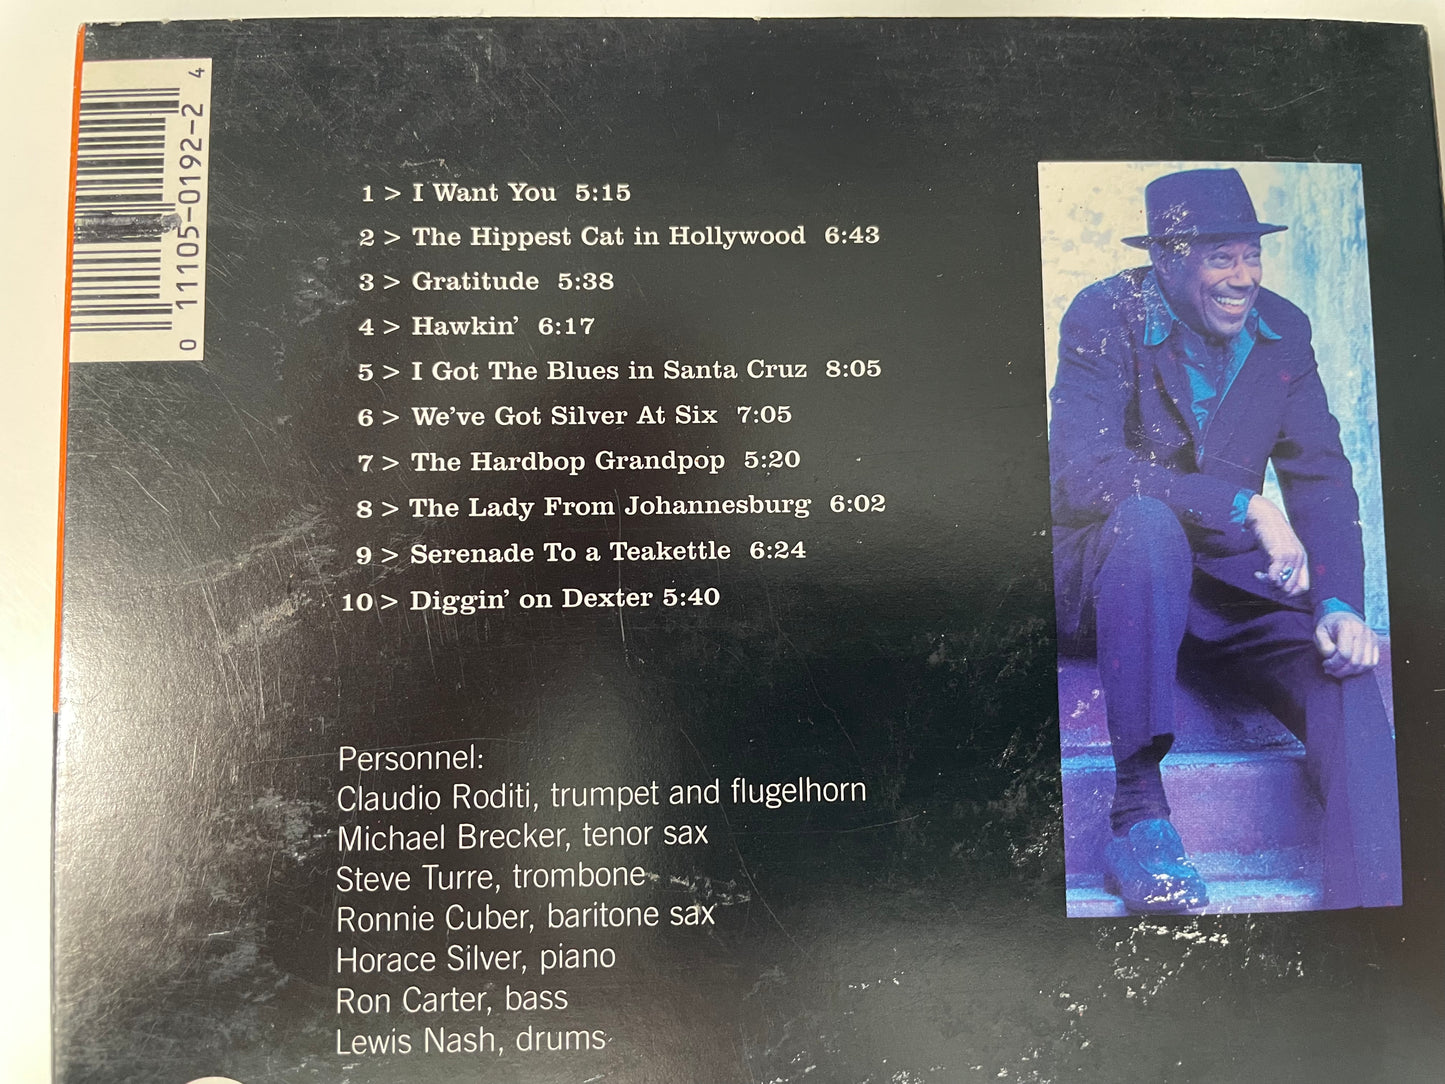 0 11105-0192-2 4
1 > I Want You 5:15
2 > The Hippest Cat in Hollywood 6:43
3 > Gratitude 5:38
4 > Hawkin' 6:17
5 > I Got The Blues in Santa Cruz 8:05
6 > We've Got Silver At Six 7:05
7 > The Hardbop Grandpop 5:20
8 > The Lady From Johannesburg 6:02
9 > Serenade To a Teakettle 6:24
10 > Diggin' on Dexter 5:40
Personnel:
Claudio Roditi, trumpet and flugelhorn
Michael Brecker, tenor sax
Steve Turre, trombone
Ronnie Cuber, baritone sax
Horace Silver, piano
Ron Carter, bass
Lewis Nash, drums